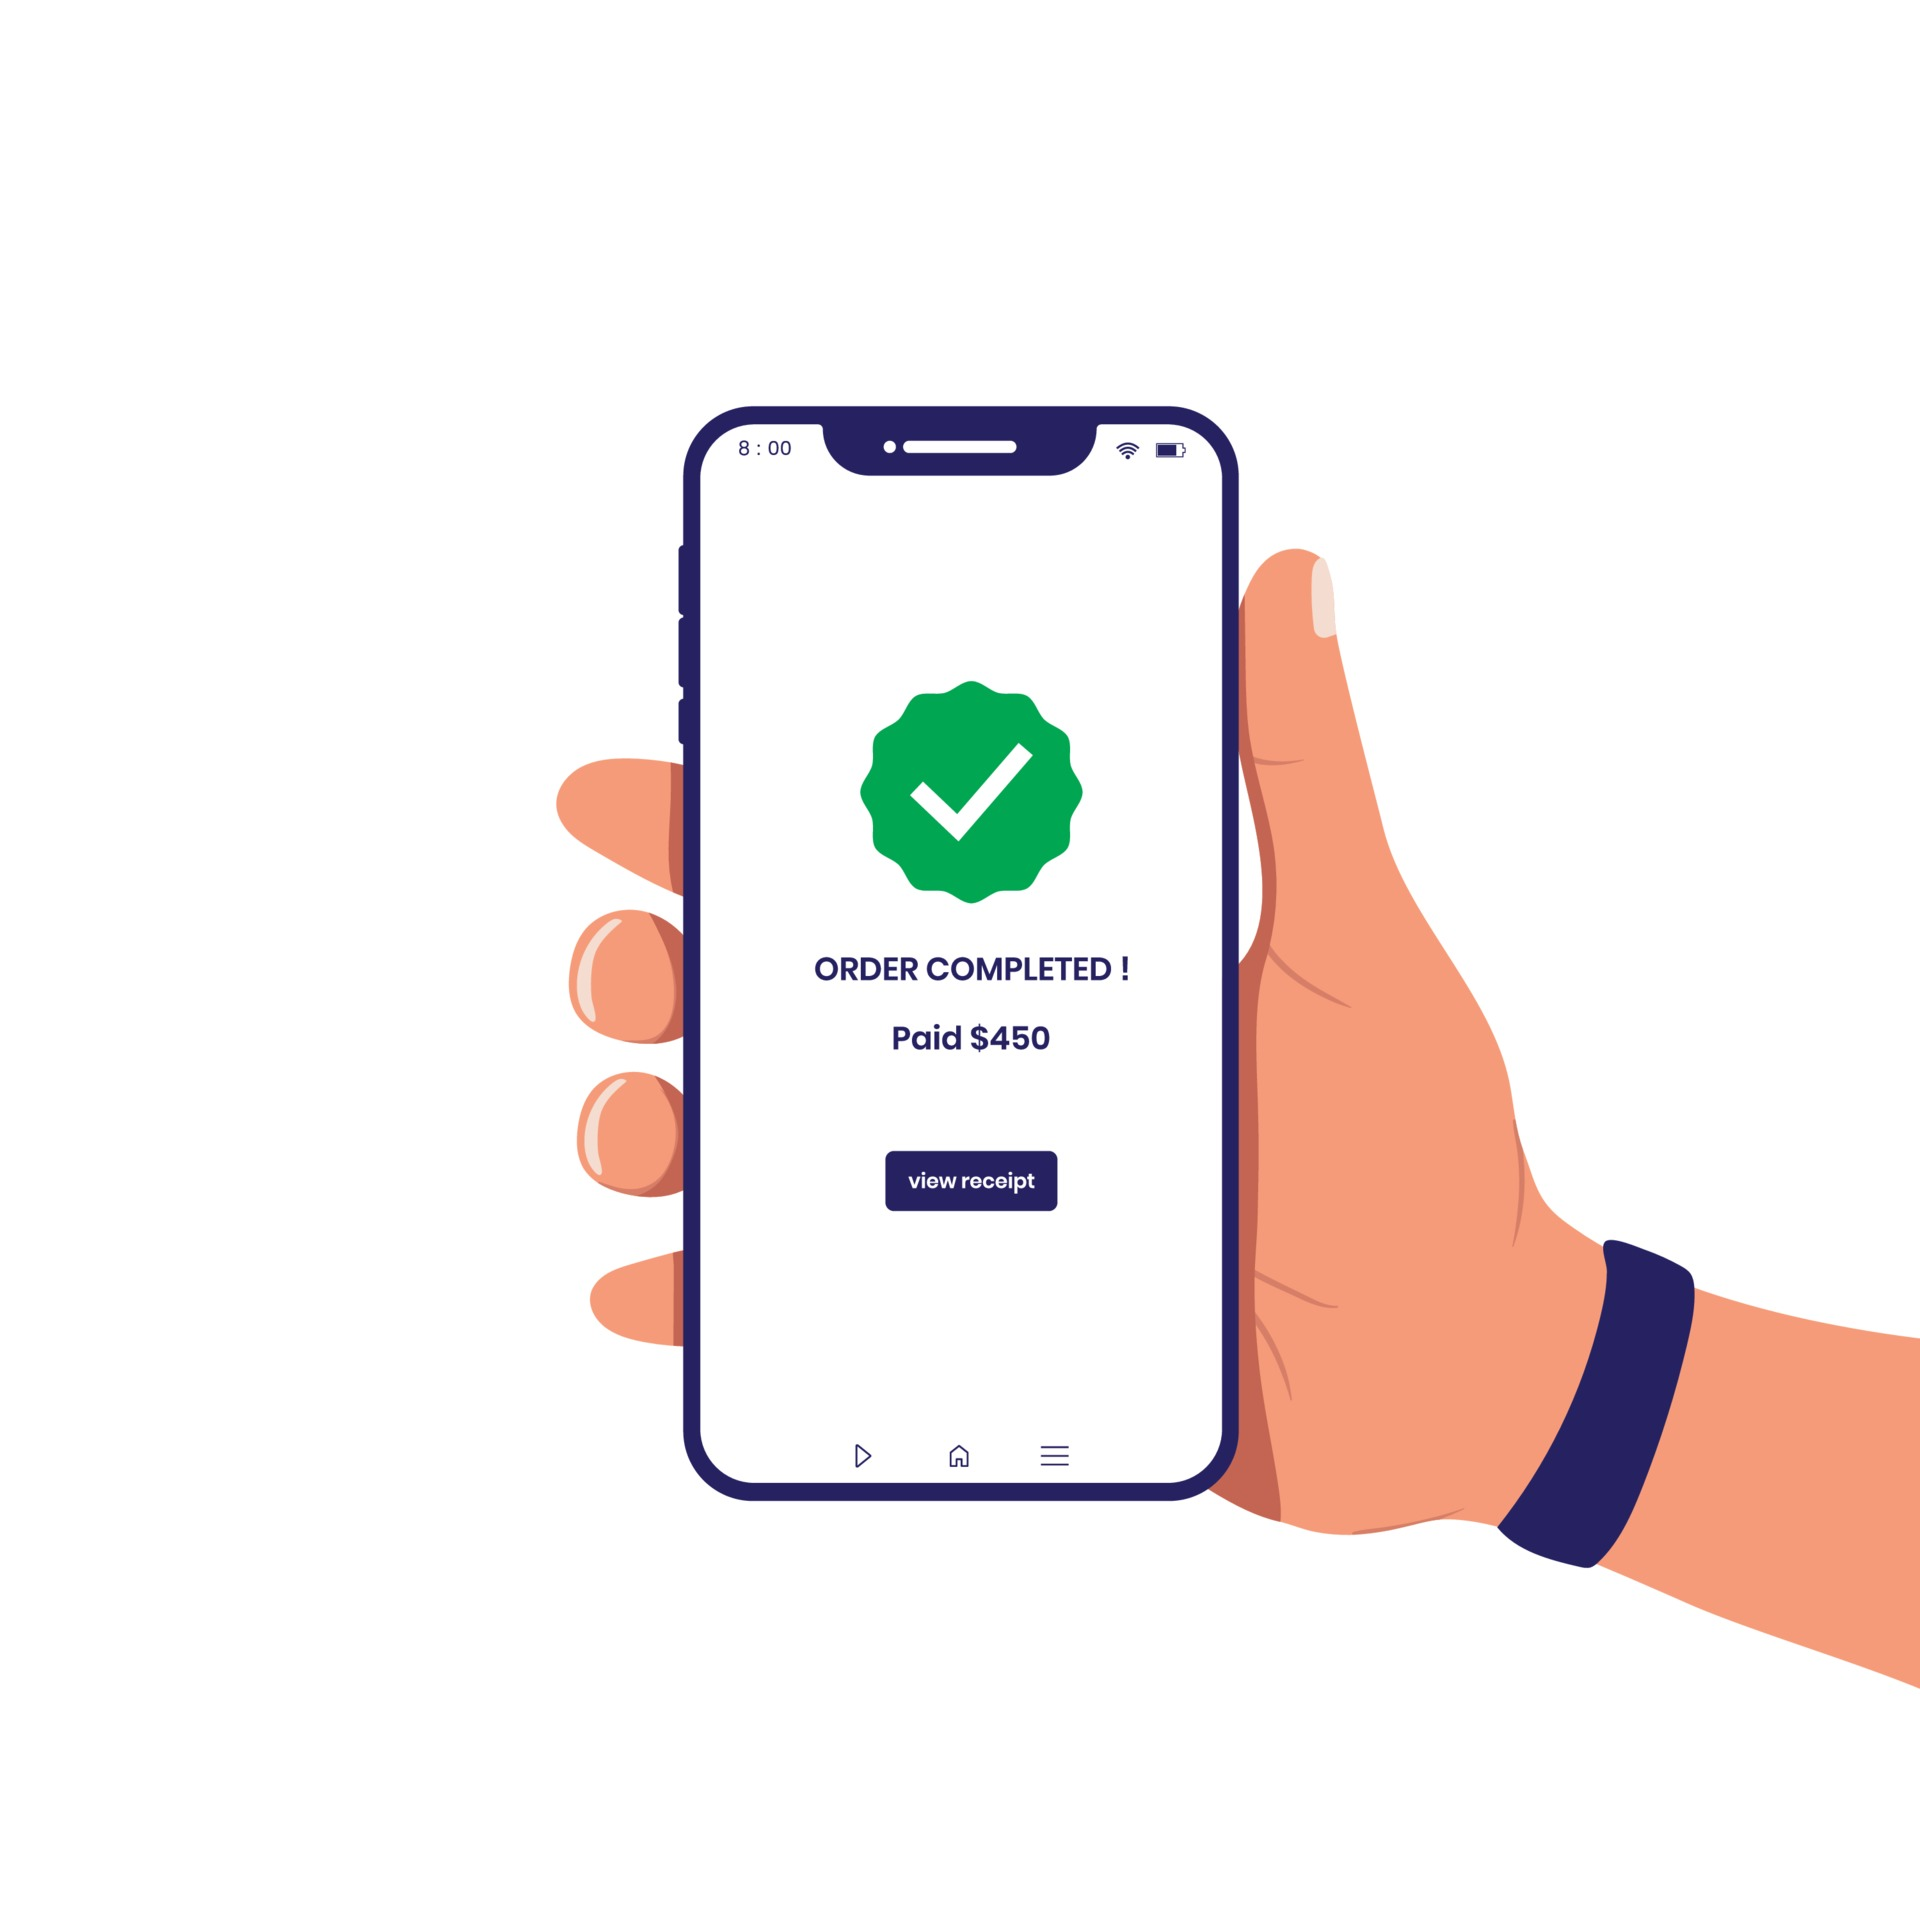 8:00
ORDER COMPLETED !
Paid $450
view receipt